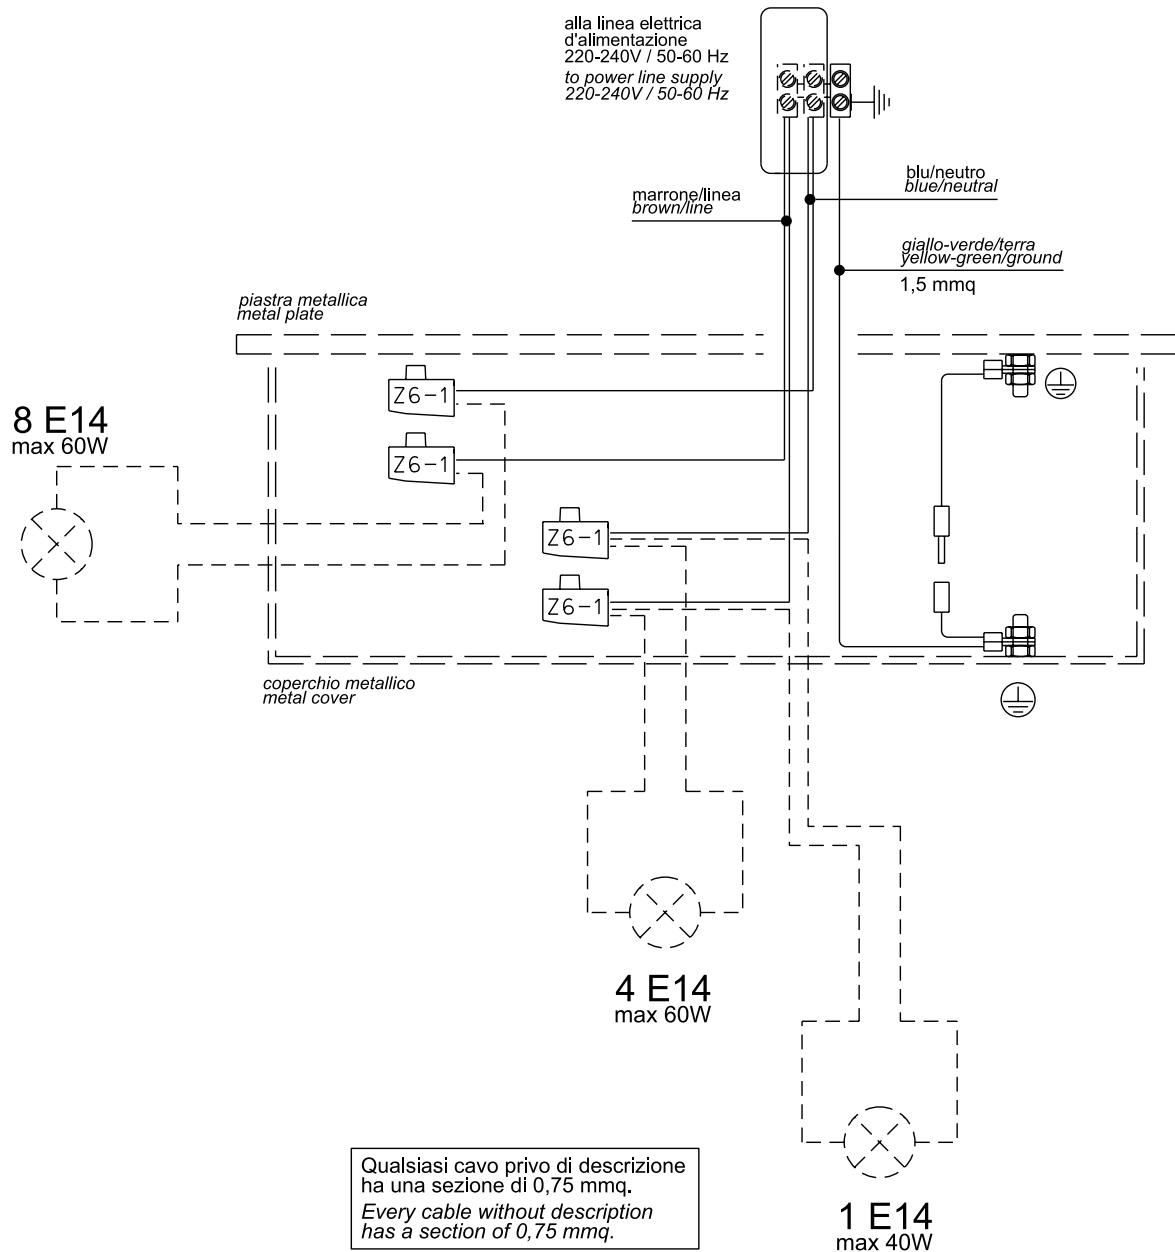 alla linea elettrica
d'alimentazione
220-240V / 50-60 Hz
to power line supply
220-240V / 50-60 Hz
blu/neutro
blue/neutral
marrone/linea
brown/line
giallo-verde/terra
yellow-green/ground
1,5 mmq
piastra metallica
metal plate
Z6-1
8 E14
max 60W
Z6-1
Z6-1
Z6-1
coperchio metallico
metal cover
4 E14
max 60W
Qualsiasi cavo privo di descrizione
ha una sezione di 0,75 mmq.
Every cable without description
has a section of 0,75 mmq.
1 E14
max 40W